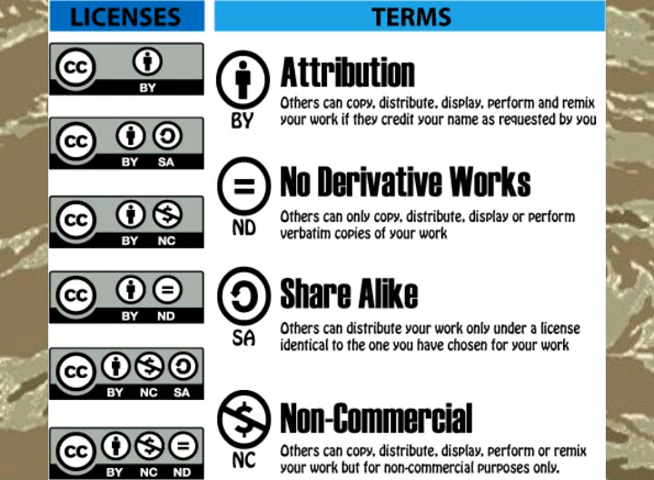 LICENSES
TERMS
CC
BY
CC
BY SA
CC
BY NC
CC
BY ND
CC
BY NC SA
CC
BY NC ND
BY
Attribution
Others can copy, distribute, display, perform and remix
your work if they credit your name as requested by you
ND
No Derivative Works
Others can only copy, distribute, display or perform
verbatim copies of your work
SA
Share Alike
Others can distribute your work only under a license
identical to the one you have chosen for your work
NC
Non-Commercial
Others can copy, distribute, display, perform or remix
your work but for non-commercial purposes only.